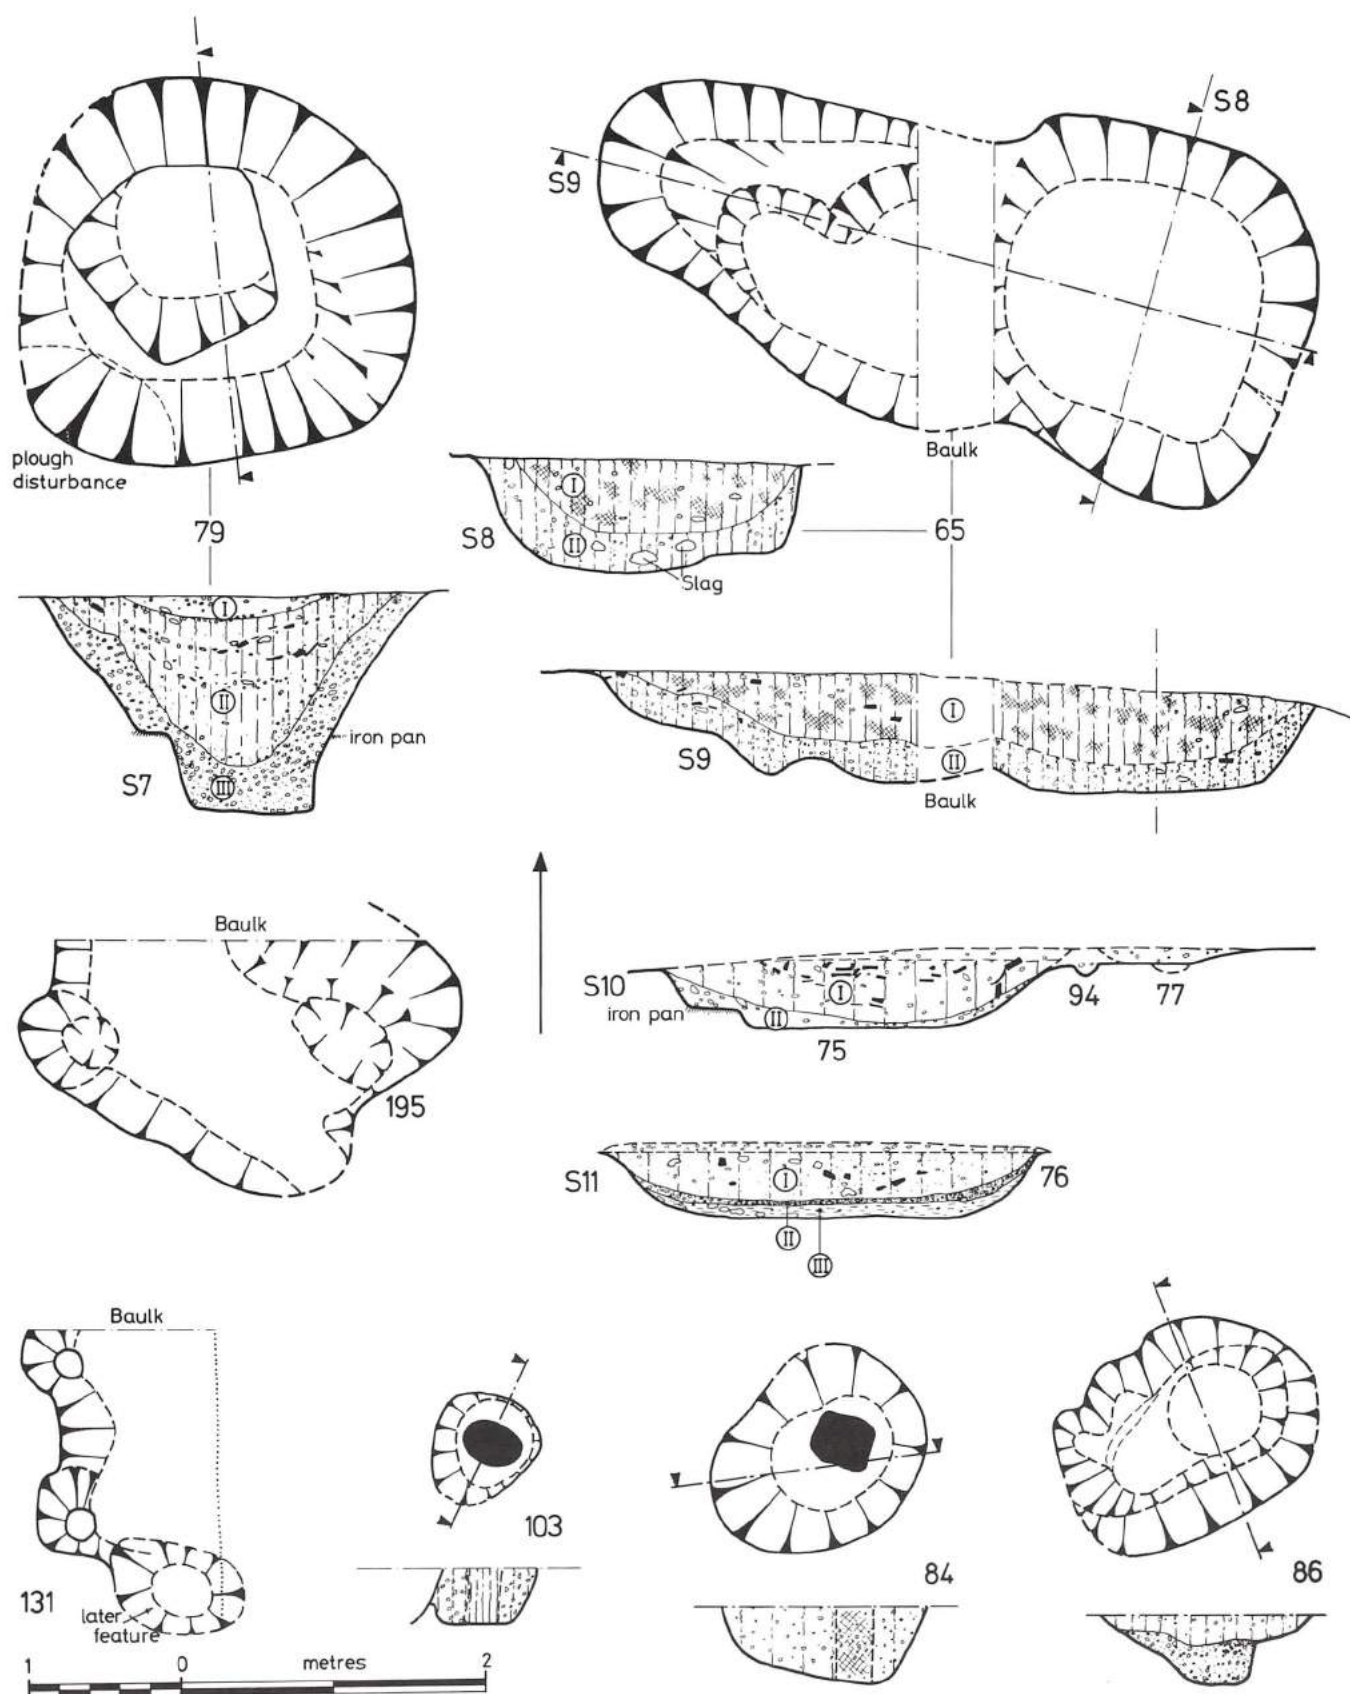 S8
S9
plough
disturbance
Baulk
79
I
S8
II
65
Slag
I
II
iron pan
S7
III
I
S9
II
Baulk
Baulk
S10
I
iron pan
II
94
77
75
195
S11
I
76
II
III
Baulk
103
131
later
feature
84
86
1
0
metres
2